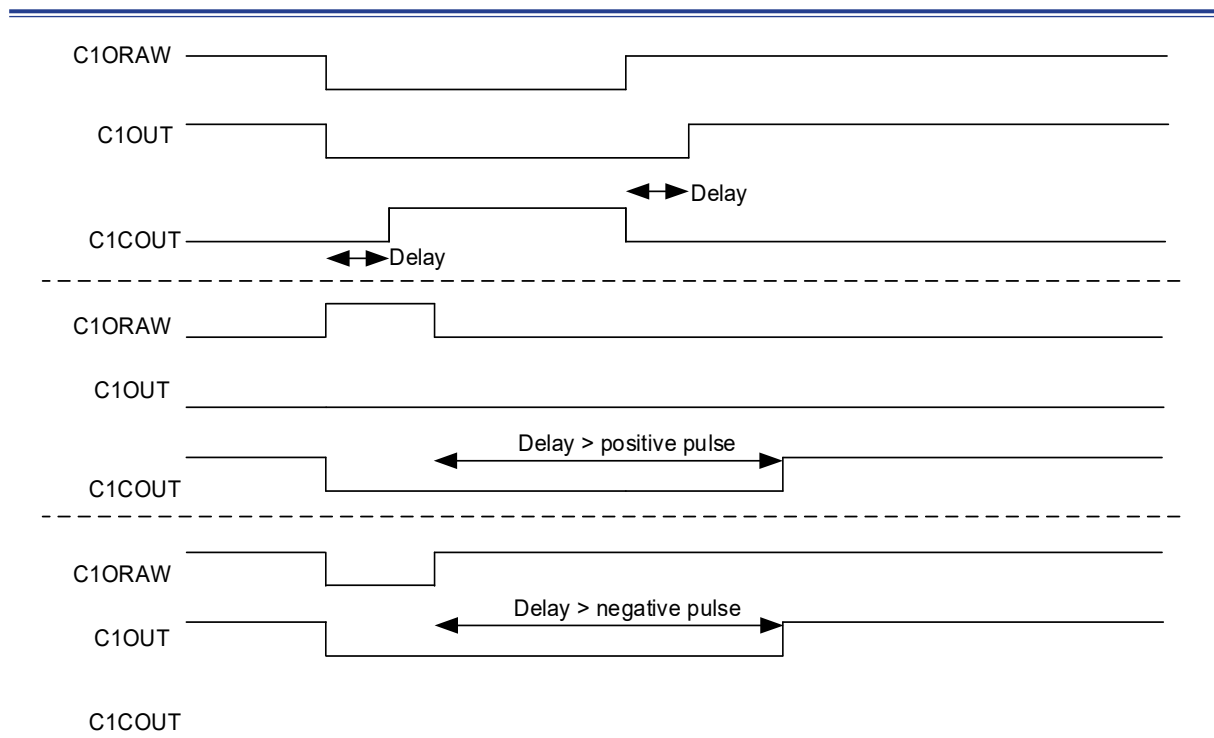 C1ORAW
C1OUT
Delay
C1COUT
Delay
C1ORAW
C1OUT
Delay > positive pulse
C1COUT
C1ORAW
Delay > negative pulse
C1OUT
C1COUT